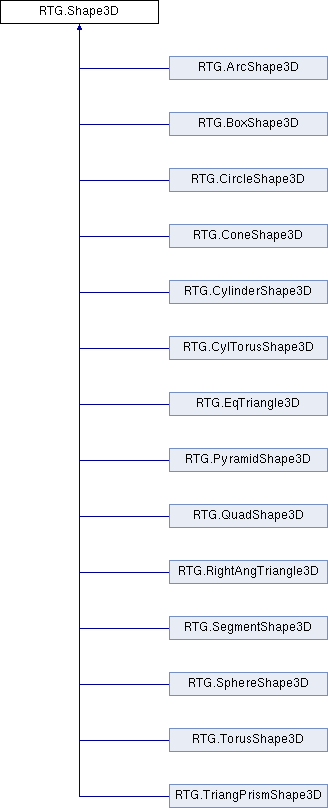 RTG.Shape3D
RTG.ArcShape3D
RTG.BoxShape3D
RTG.CircleShape3D
RTG.ConeShape3D
RTG.CylinderShape3D
RTG.CylTorusShape3D
RTG.EqTriangle3D
RTG.PyramidShape3D
RTG.QuadShape3D
RTG.RightAngTriangle3D
RTG.SegmentShape3D
RTG.SphereShape3D
RTG.TorusShape3D
RTG.TriangPrismShape3D